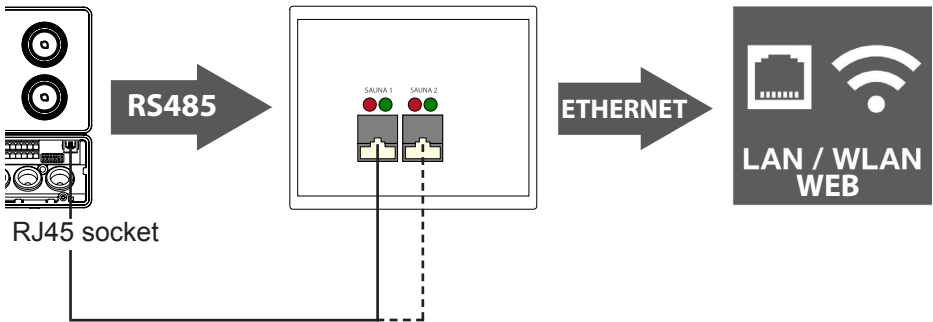 RS485
SAUNA 1 SAUNA 2
ETHERNET
LAN / WLAN
WEB
RJ45 socket